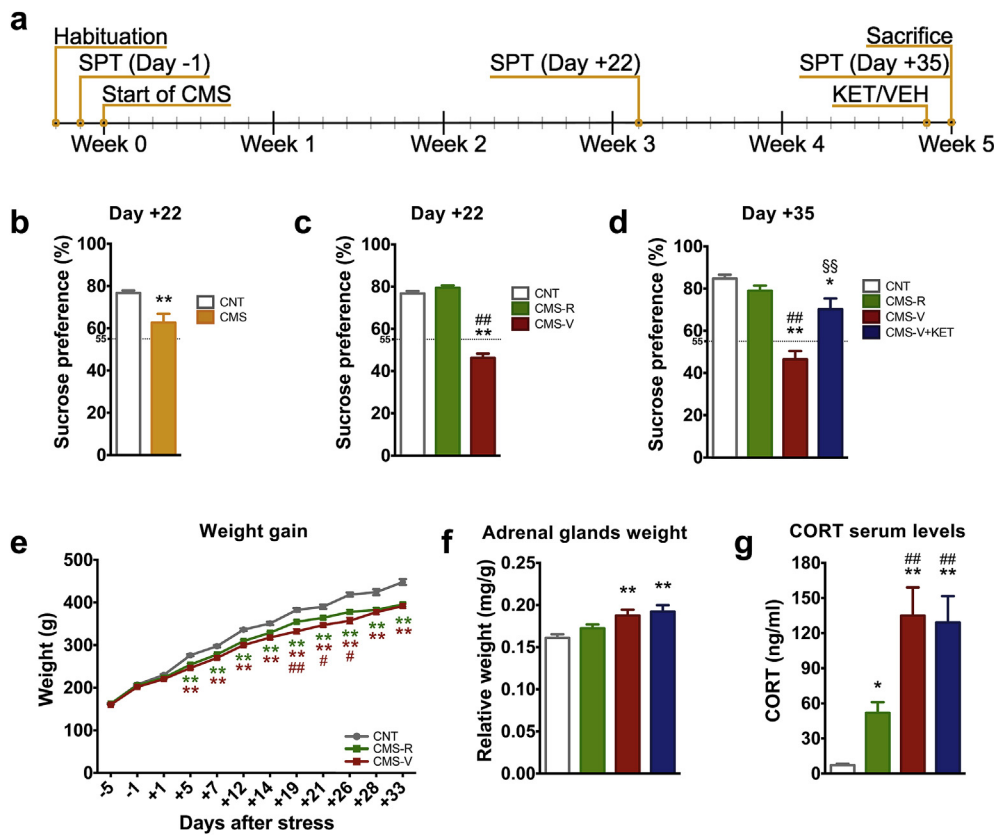 a
Habituation
SPT (Day -1)
Start of CMS
SPT (Day +22)
Sacrifice
SPT (Day +35)
KET/VEH
Week 0 Week 1 Week 2 Week 3 Week 4 Week 5
b
Day +22
Sucrose preference (%)
100
80
60
55
40
20
0
**
CNT
CMS
c
Day +22
Sucrose preference (%)
100
80
60
55
40
20
0
##
**
CNT
CMS-R
CMS-V
d
Day +35
Sucrose preference (%)
100
80
60
55
40
20
0
##
**
§§
*
CNT
CMS-R
CMS-V
CMS-V+KET
e
Weight gain
Weight (g)
500
400
300
200
100
0
** ** ** ** ** ** ** ** **
** ** ** ** ** ** ** ** **
## # #
CNT
CMS-R
CMS-V
-5 -1 +1 +5 +7 +12 +14 +19 +21 +26 +28 +33
Days after stress
f
Adrenal glands weight
Relative weight (mg/g)
0.25
0.20
0.15
0.10
0.05
0.00
** **
g
CORT serum levels
CORT (ng/ml)
180
150
120
90
60
30
0
*
## ##
** **